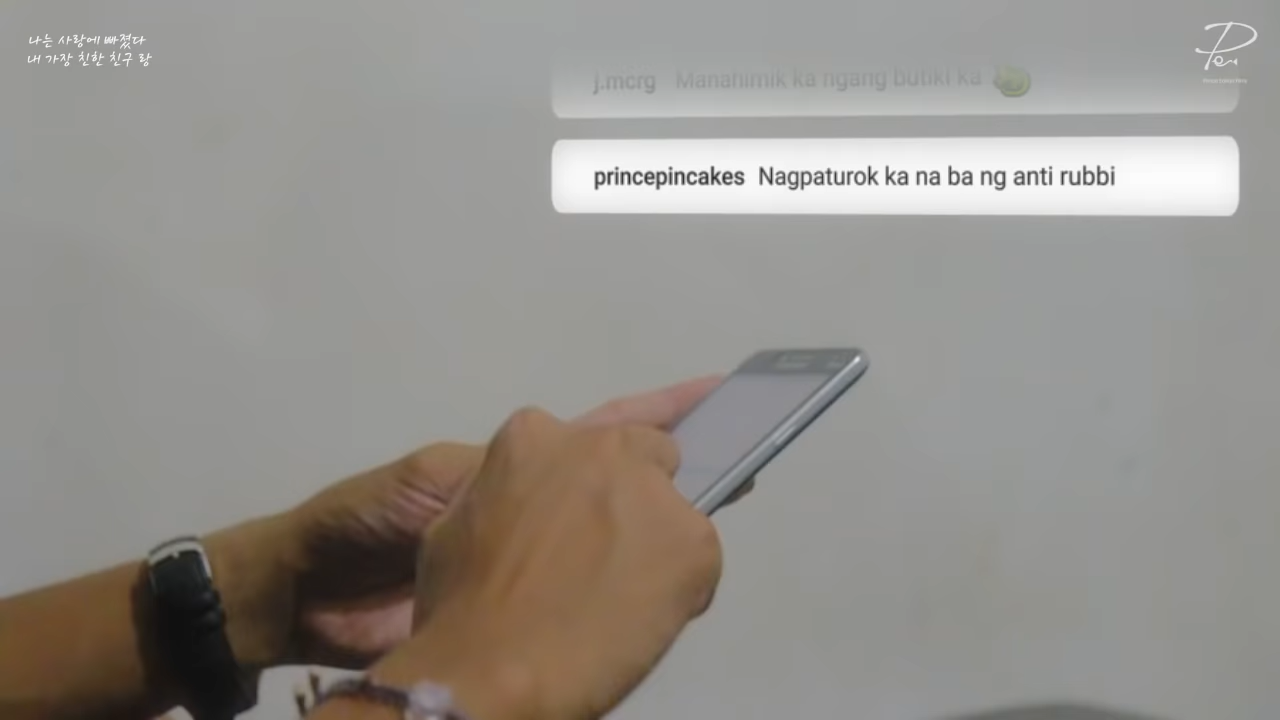 나는 사랑에 빠졌다
내 가장 친한 친구 랑
j.mcrg Manahimik ka ngang butiki ka
princepincakes Nagpaturok ka na ba ng anti rubbi